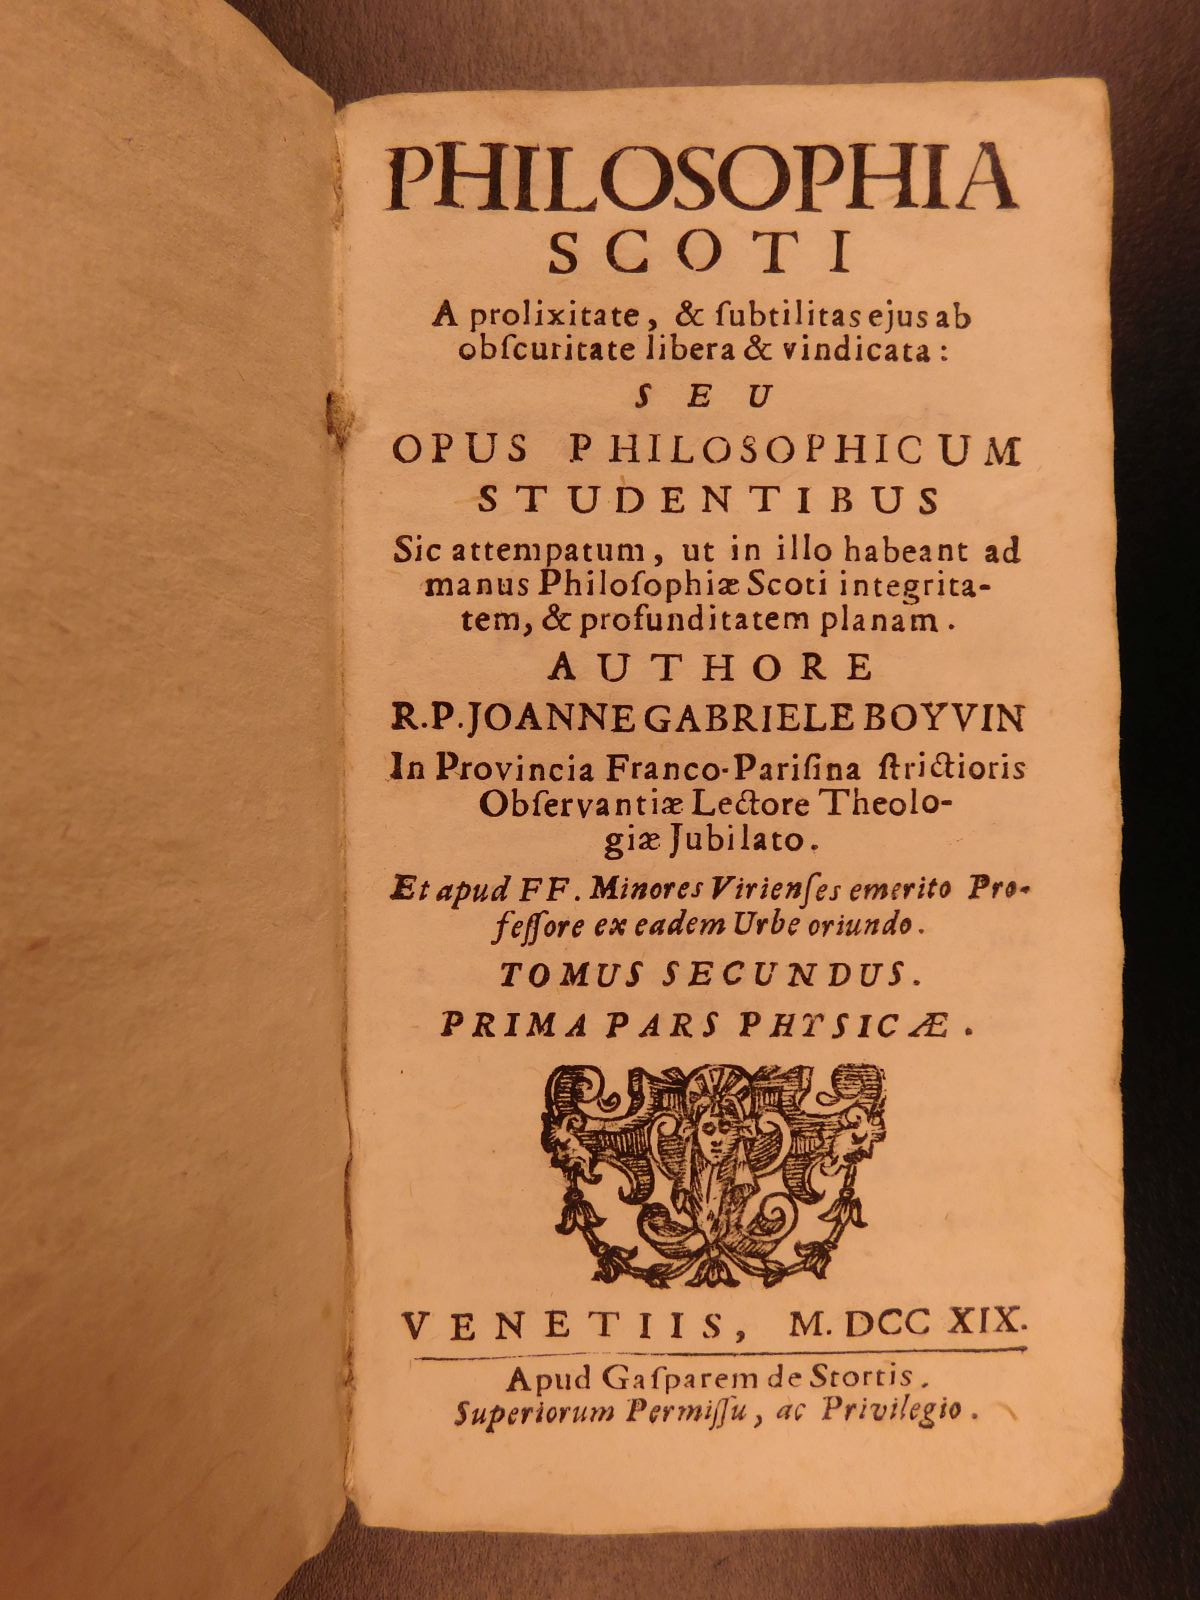 PHILOSOPHIA
SCOTI
A prolixitate, & ſubtilitas ejus ab
obſcuritate libera & vindicata:
SEU
OPUS PHILOSOPHICUM
STUDENTIBUS
Sic attempatum, ut in illo habeant ad
manus Philoſophiæ Scoti integrita-
tem, & profunditatem planam.
AUTHORE
R.P. JOANNE GABRIELE BOYVIN
In Provincia Franco-Pariſina ſtrictioris
Obſervantiæ Lectore Theolo-
giæ Jubilato.
Et apud FF. Minores Virienſes emerito Pro-
feſſore ex eadem Urbe oriundo.
TOMUS SECUNDUS.
PRIMA PARS PHYSICÆ.
VENETIIS, M. DCC XIX.
Apud Gaſparem de Stortis.
Superiorum Permiſſu, ac Privilegio.